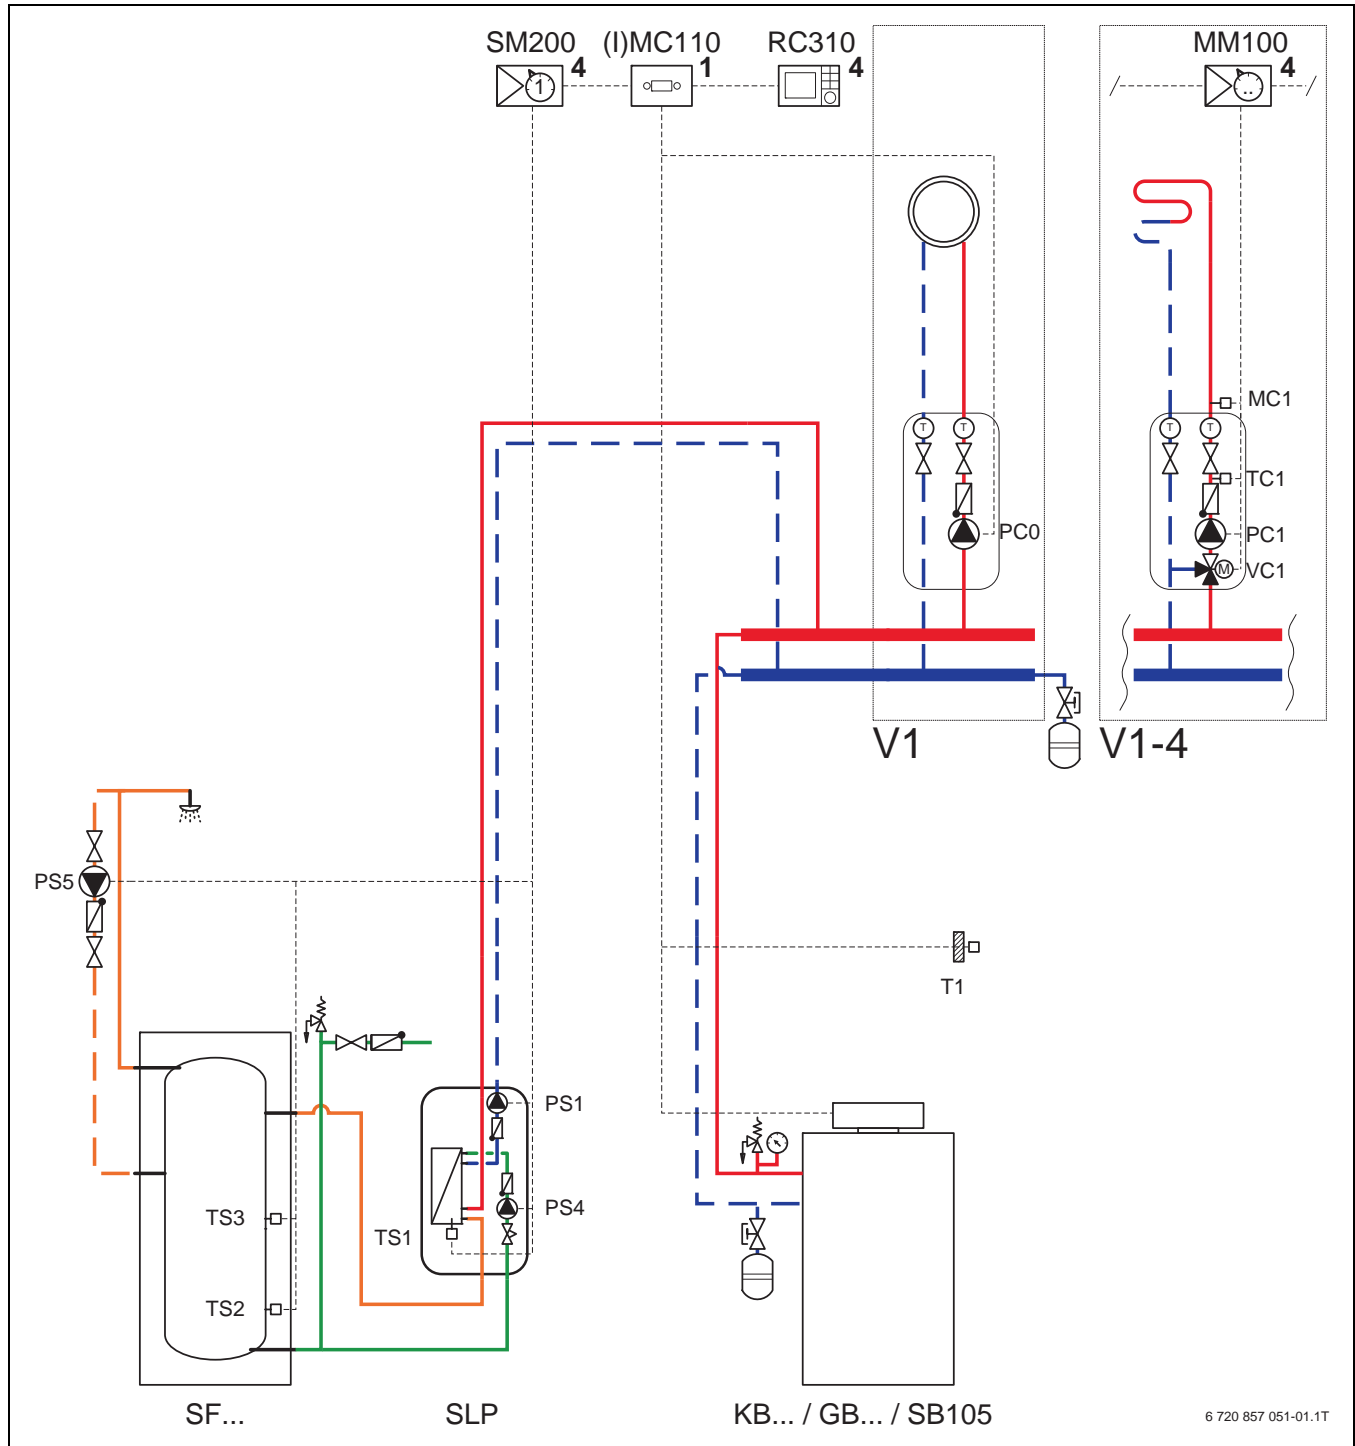 SM200 (I)MC110 RC310 MM100
4 1 4 4
1 ..
MC1
T T T T
TC1
PC0 PC1
M VC1
V1 V1-4
PS5
T1
PS1
TS3 PS4
TS1
TS2
SF... SLP KB... / GB... / SB105
6 720 857 051-01.1T